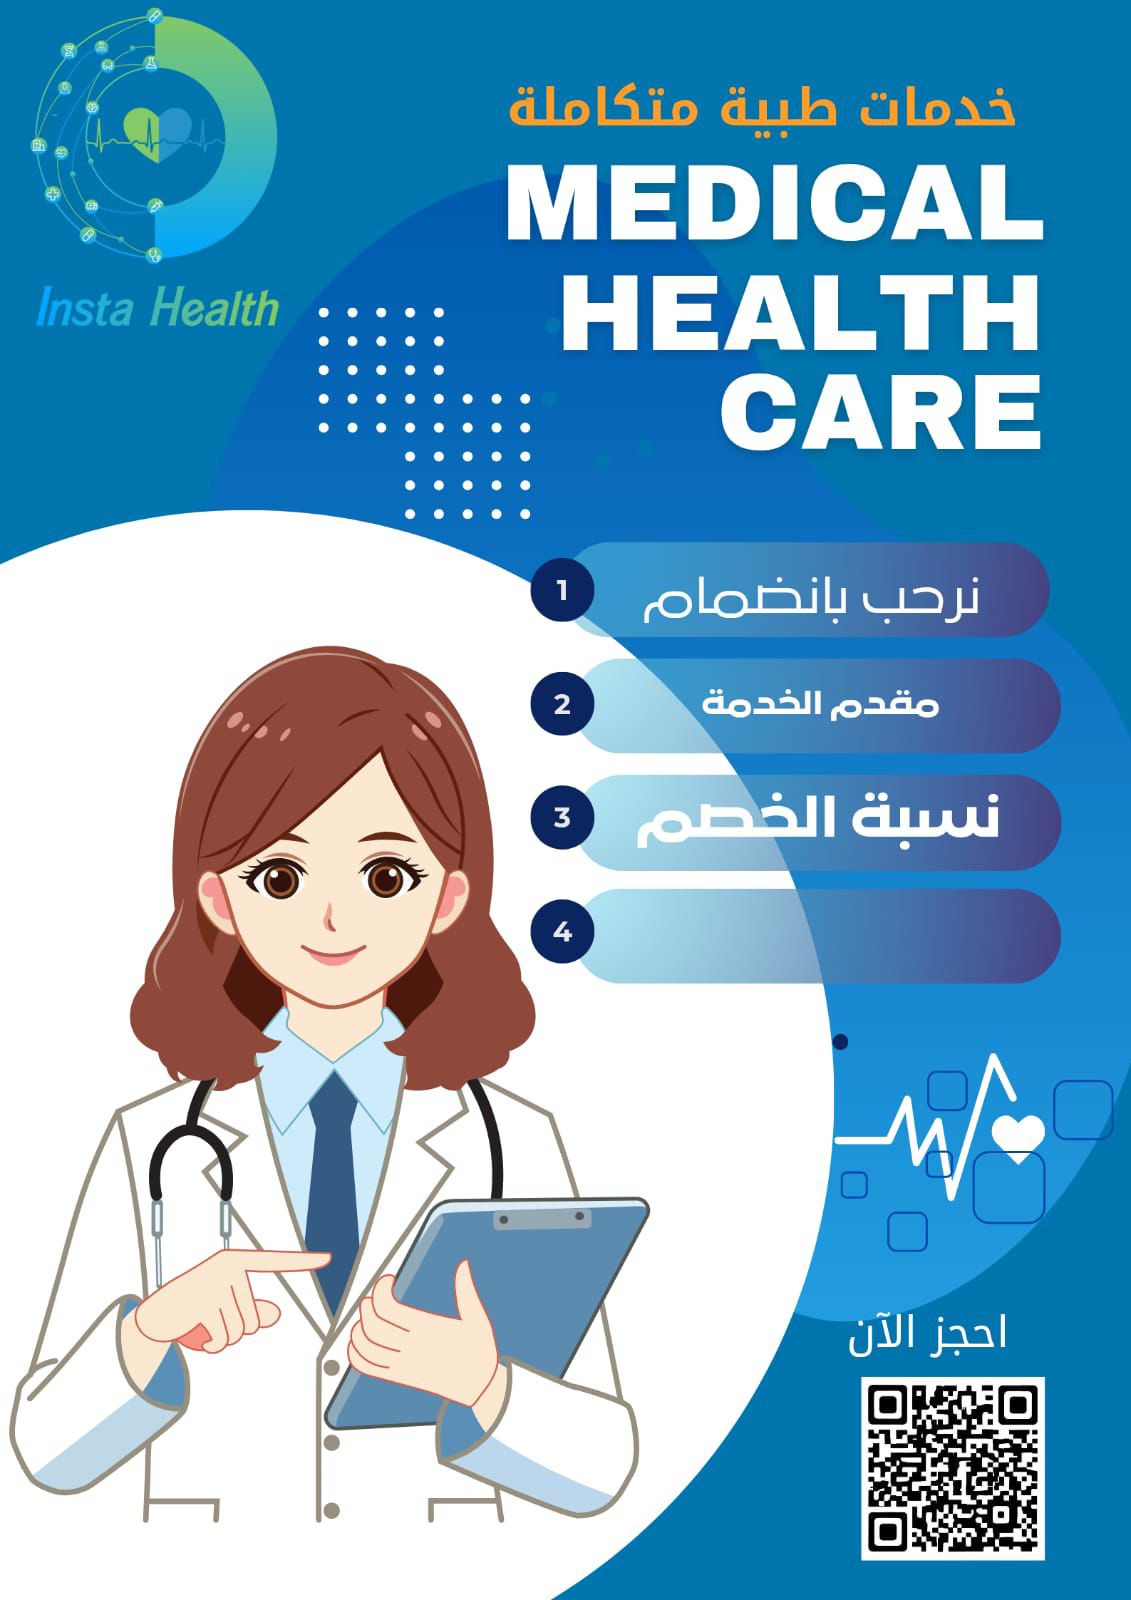 Insta Health
خدمات طبية متكاملة
MEDICAL
HEALTH
CARE
1 نرحب بانضمام
2 مقدم الخدمة
3 نسبة الخصم
4
احجز الآن